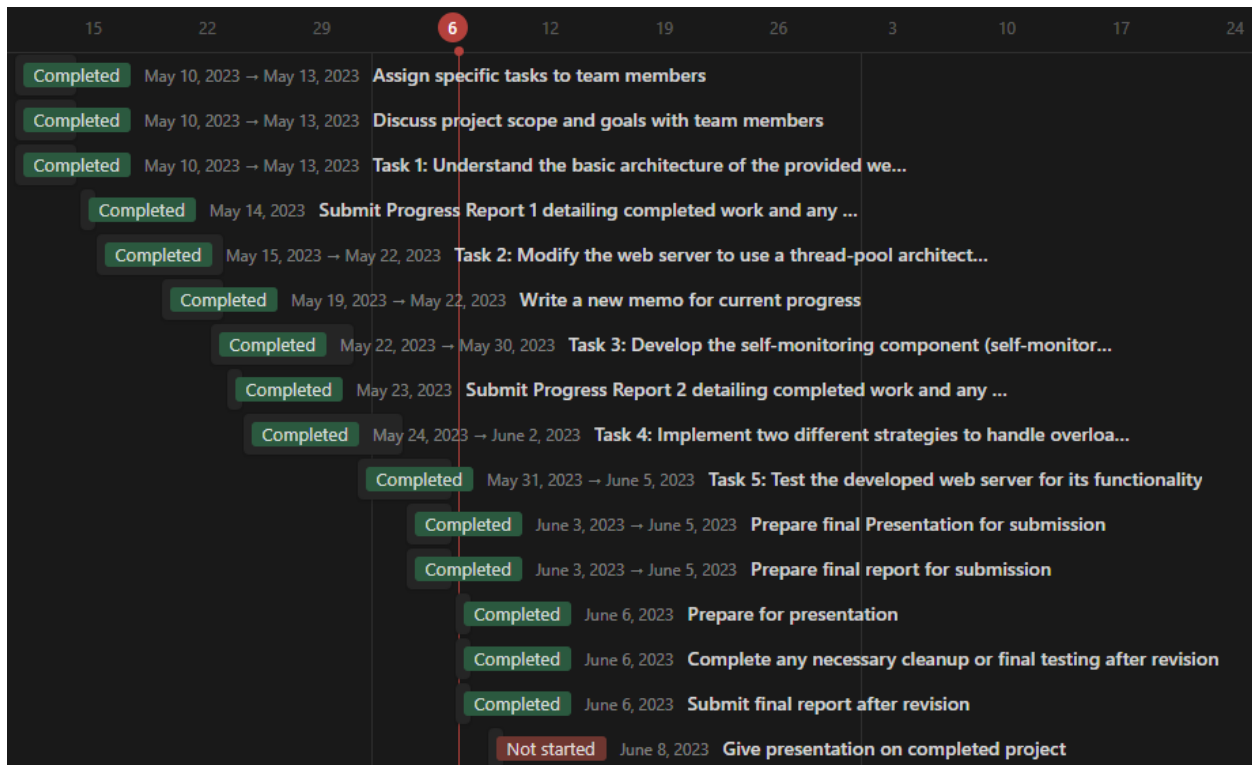 15 22 29 6 12 19 26 3 10 17 24
Completed May 10, 2023 → May 13, 2023 Assign specific tasks to team members
Completed May 10, 2023 → May 13, 2023 Discuss project scope and goals with team members
Completed May 10, 2023 → May 13, 2023 Task 1: Understand the basic architecture of the provided we...
Completed May 14, 2023 Submit Progress Report 1 detailing completed work and any ...
Completed May 15, 2023 → May 22, 2023 Task 2: Modify the web server to use a thread-pool architect...
Completed May 19, 2023 → May 22, 2023 Write a new memo for current progress
Completed May 22, 2023 → May 30, 2023 Task 3: Develop the self-monitoring component (self-monitor...
Completed May 23, 2023 Submit Progress Report 2 detailing completed work and any ...
Completed May 24, 2023 → June 2, 2023 Task 4: Implement two different strategies to handle overloa...
Completed May 31, 2023 → June 5, 2023 Task 5: Test the developed web server for its functionality
Completed June 3, 2023 → June 5, 2023 Prepare final Presentation for submission
Completed June 3, 2023 → June 5, 2023 Prepare final report for submission
Completed June 6, 2023 Prepare for presentation
Completed June 6, 2023 Complete any necessary cleanup or final testing after revision
Completed June 6, 2023 Submit final report after revision
Not started June 8, 2023 Give presentation on completed project